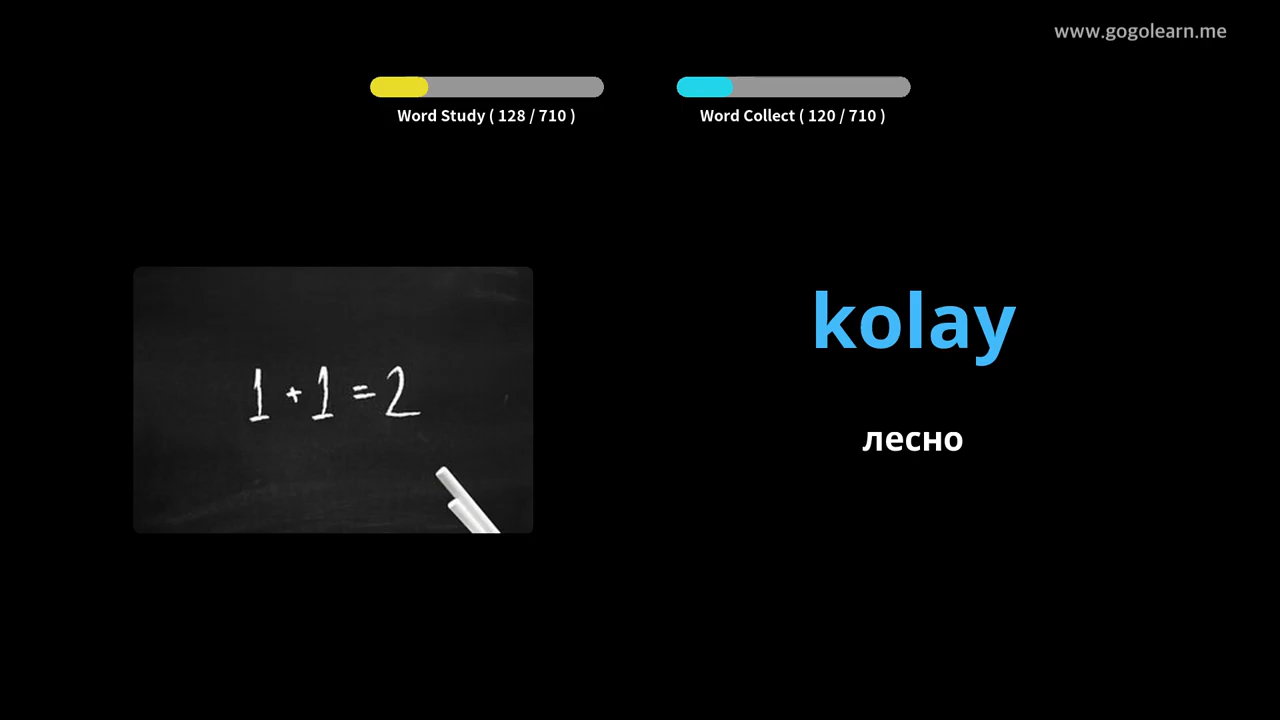 www.gogolearn.me
Word Study ( 128 / 710 )
Word Collect ( 120 / 710 )
1 + 1 = 2
kolay
лесно